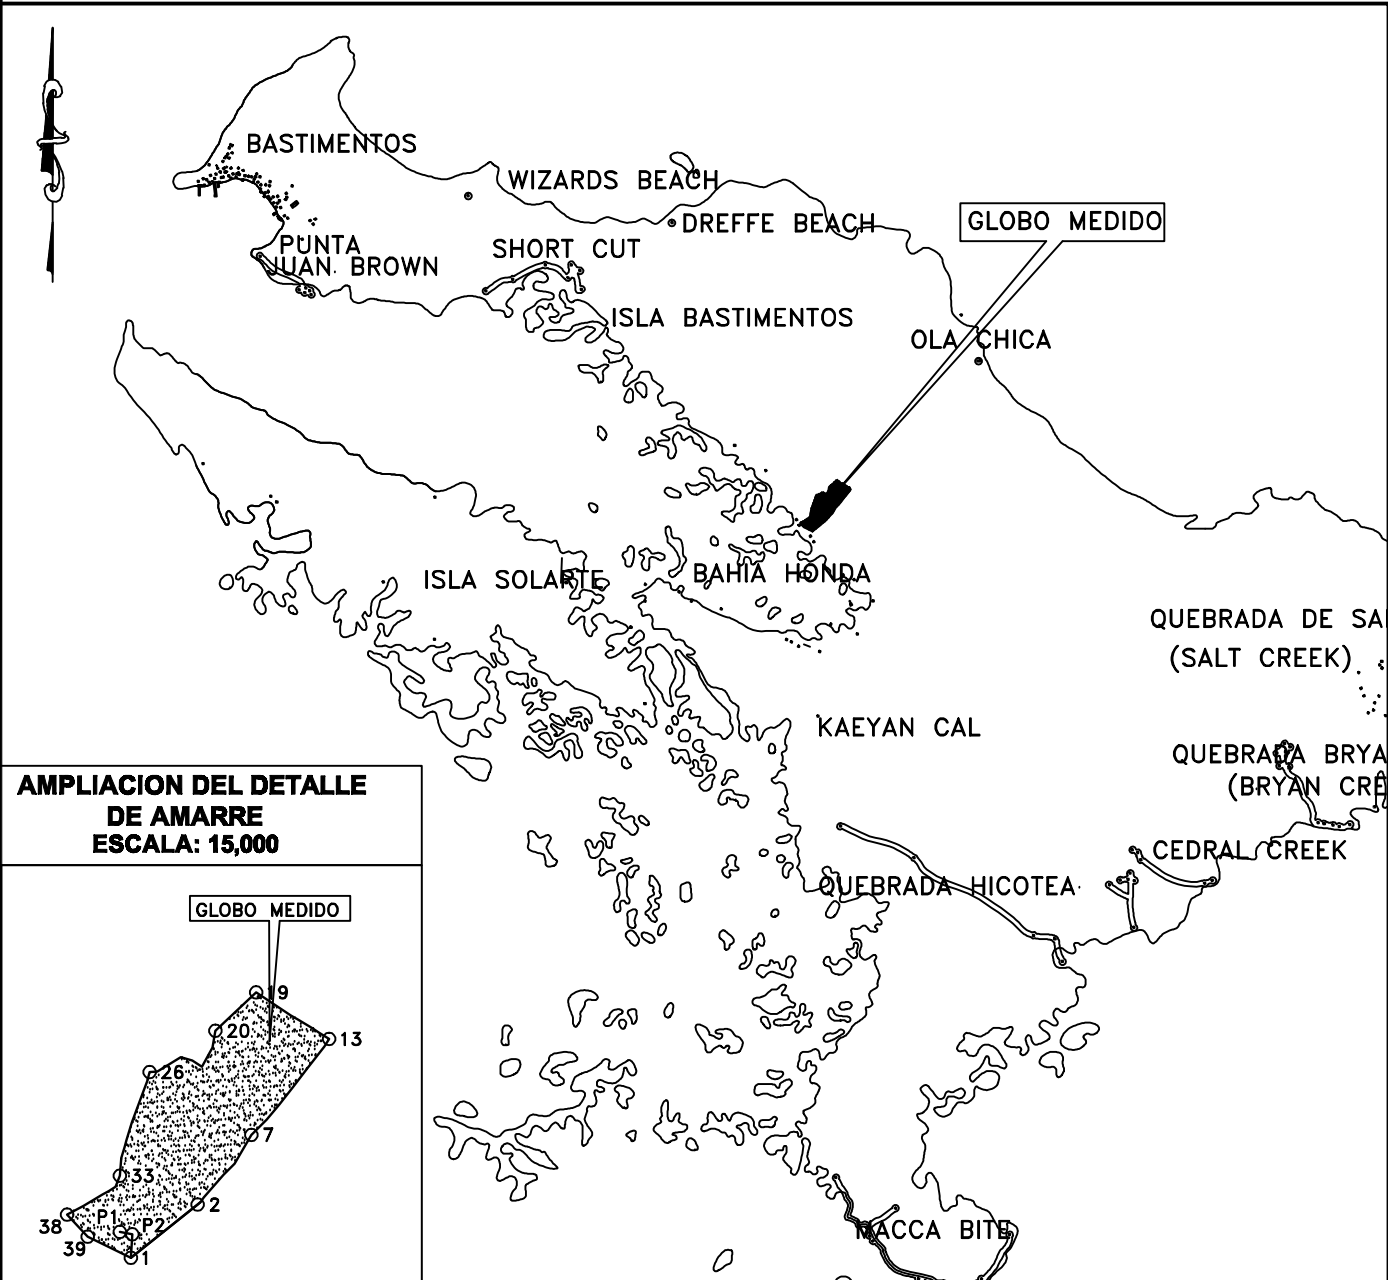 BASTIMENTOS
WIZARDS BEACH
DREFFE BEACH
GLOBO MEDIDO
PUNTA
JUAN BROWN
SHORT CUT
ISLA BASTIMENTOS
OLA CHICA
ISLA SOLARTE
BAHIA HONDA
QUEBRADA DE SA
(SALT CREEK)
KAEYAN CAL
QUEBRADA BRYA
(BRYAN CRE
CEDRAL CREEK
QUEBRADA HICOTEA
MACCA BITE
AMPLIACION DEL DETALLE
DE AMARRE
ESCALA: 15,000
GLOBO MEDIDO
19
20
13
26
7
33
2
38
P1
P2
39
1